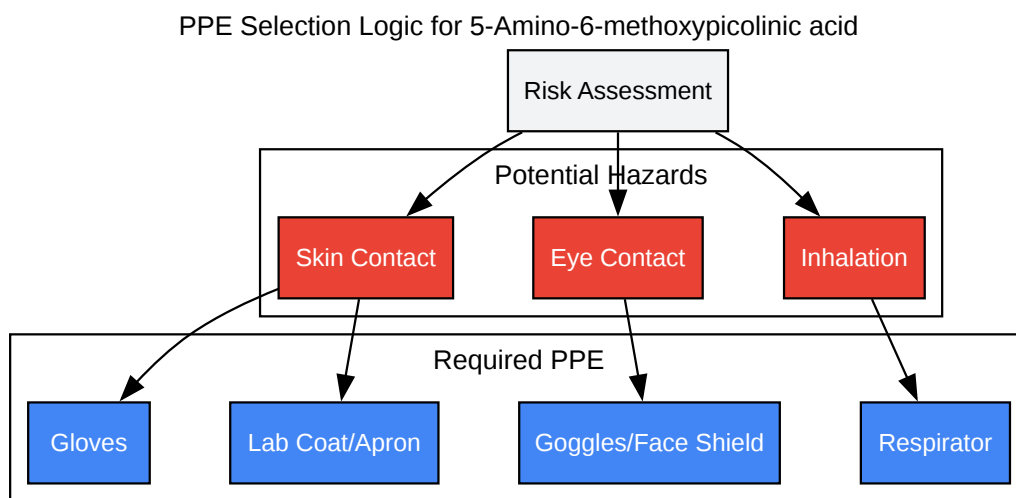 PPE Selection Logic for 5-Amino-6-methoxypicolinic acid
Risk Assessment
Potential Hazards
Skin Contact
Eye Contact
Inhalation
Required PPE
Gloves
Lab Coat/Apron
Goggles/Face Shield
Respirator